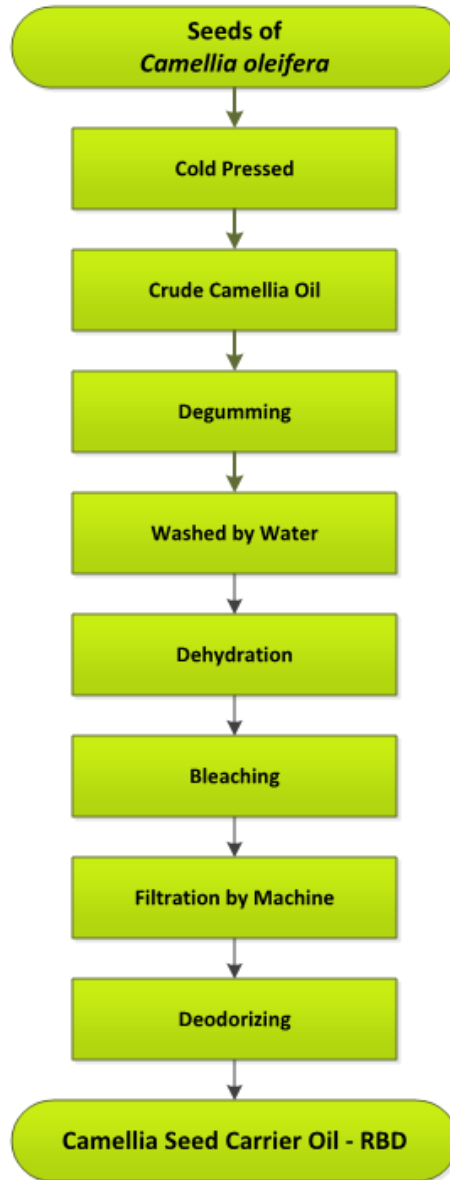 Seeds of
Camellia oleifera
Cold Pressed
Crude Camellia Oil
Degumming
Washed by Water
Dehydration
Bleaching
Filtration by Machine
Deodorizing
Camellia Seed Carrier Oil - RBD